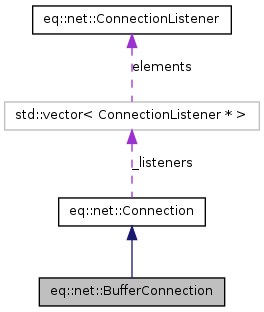 eq::net::ConnectionListener
elements
std::vector< ConnectionListener * >
_listeners
eq::net::Connection
eq::net::BufferConnection